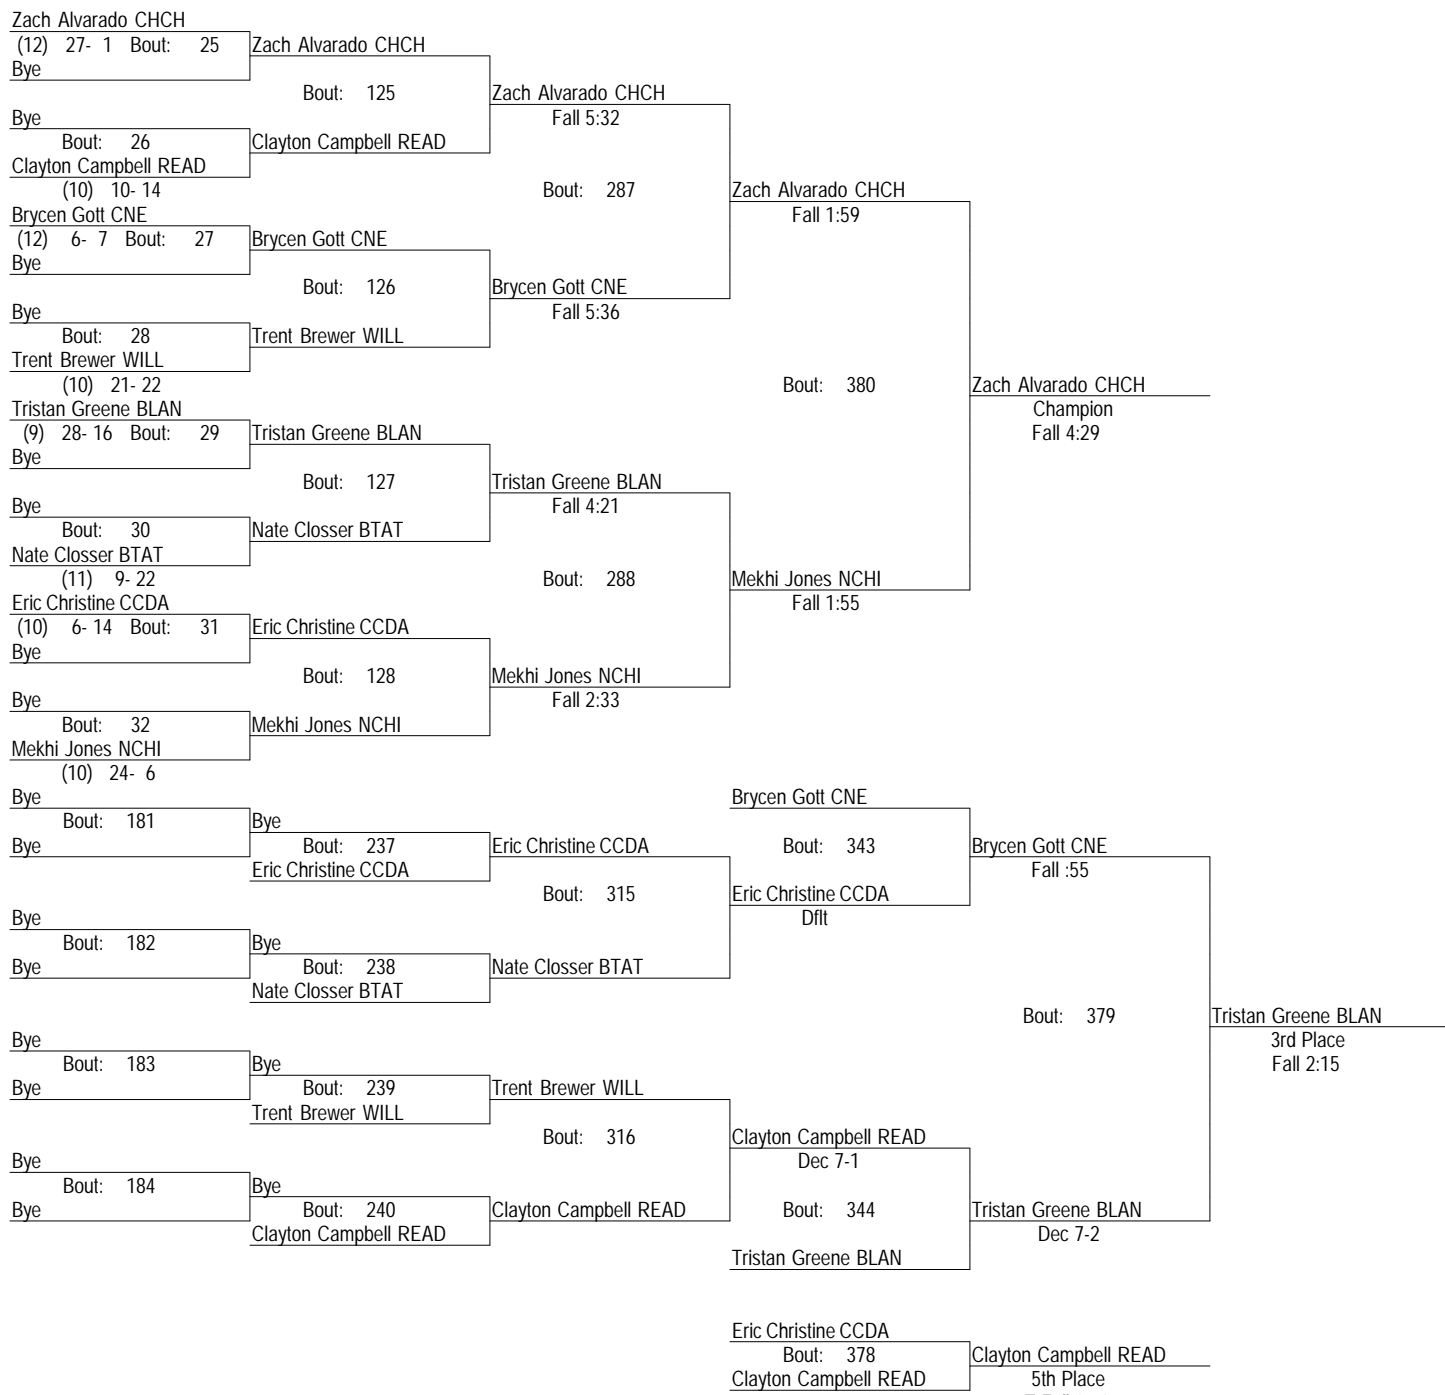 Zach Alvarado CHCH
(12) 27- 1 Bout: 25 Zach Alvarado CHCH
Bye
Bout: 125 Zach Alvarado CHCH
Bye Fall 5:32
Bout: 26 Clayton Campbell READ
Clayton Campbell READ
(10) 10- 14 Bout: 287 Zach Alvarado CHCH
Brycen Gott CNE Fall 1:59
(12) 6- 7 Bout: 27 Brycen Gott CNE
Bye
Bout: 126 Brycen Gott CNE
Bye Fall 5:36
Bout: 28 Trent Brewer WILL
Trent Brewer WILL
(10) 21- 22 Bout: 380 Zach Alvarado CHCH
Tristan Greene BLAN Champion
(9) 28- 16 Bout: 29 Tristan Greene BLAN Fall 4:29
Bye
Bout: 127 Tristan Greene BLAN
Bye Fall 4:21
Bout: 30 Nate Closser BTAT
Nate Closser BTAT
(11) 9- 22 Bout: 288 Mekhi Jones NCHI
Eric Christine CCDA Fall 1:55
(10) 6- 14 Bout: 31 Eric Christine CCDA
Bye
Bout: 128 Mekhi Jones NCHI
Bye Fall 2:33
Bout: 32 Mekhi Jones NCHI
Mekhi Jones NCHI
(10) 24- 6
Bye Brycen Gott CNE
Bout: 181 Bye
Bye Bout: 237 Eric Christine CCDA Bout: 343 Brycen Gott CNE
Eric Christine CCDA Fall :55
Bout: 315 Eric Christine CCDA
Bye Dflt
Bout: 182 Bye
Bye Bout: 238 Nate Closser BTAT
Nate Closser BTAT
Bout: 379 Tristan Greene BLAN
Bye 3rd Place
Bout: 183 Bye Fall 2:15
Bye Bout: 239 Trent Brewer WILL
Trent Brewer WILL
Bout: 316 Clayton Campbell READ
Bye Dec 7-1
Bout: 184 Bye
Bye Bout: 240 Clayton Campbell READ Bout: 344 Tristan Greene BLAN
Clayton Campbell READ Dec 7-2
Tristan Greene BLAN
Eric Christine CCDA
Bout: 378 Clayton Campbell READ
Clayton Campbell READ 5th Place